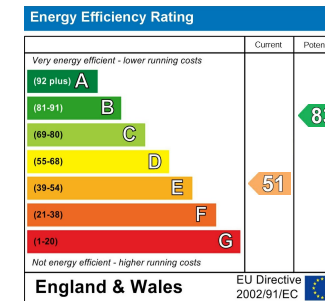 Energy Efficiency Rating
Current
Very energy efficient - lower running costs
(92 plus) A
(81-91) B
(69-80) C
(55-68) D
(39-54) E
51
(21-38) F
(1-20) G
Not energy efficient - higher running costs
England & Wales
EU Directive
2002/91/EC